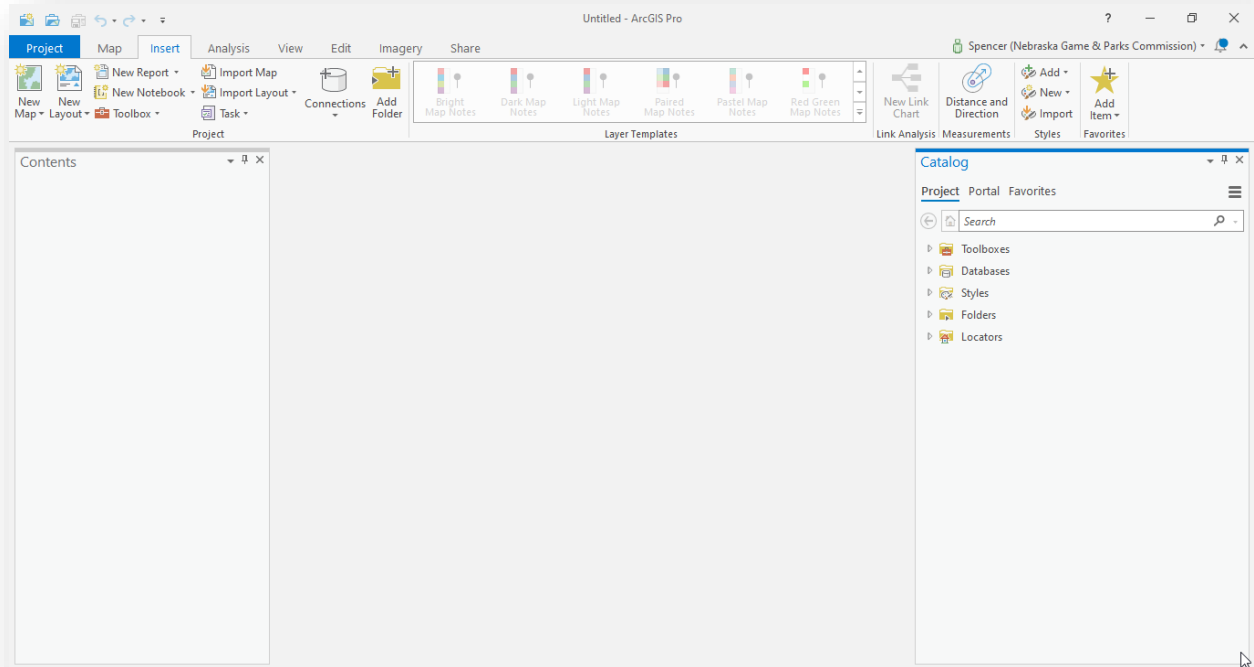 Untitled - ArcGIS Pro
?
Project Map Insert Analysis View Edit Imagery Share
Spencer (Nebraska Game & Parks Commission)
New Map
New Layout
New Report
New Notebook
Toolbox
Import Map
Import Layout
Task
Connections
Add Folder
Project
Bright Map Notes
Dark Map Notes
Light Map Notes
Paired Map Notes
Pastel Map Notes
Red Green Map Notes
Layer Templates
New Link Chart
Link Analysis
Distance and Direction
Measurements
Add
New
Import
Styles
Add Item
Favorites
Contents
Catalog
Project Portal Favorites
Search
Toolboxes
Databases
Styles
Folders
Locators